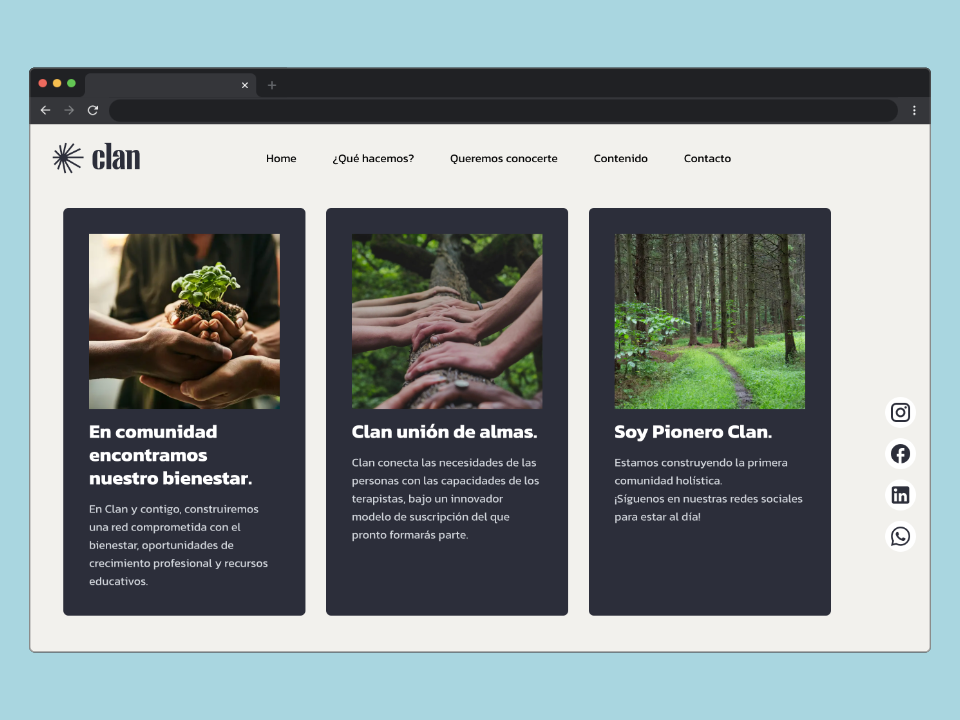 clan
Home
¿Qué hacemos?
Queremos conocerte
Contenido
Contacto
En comunidad
encontramos
nuestro bienestar.
En Clan y contigo, construiremos
una red comprometida con el
bienestar, oportunidades de
crecimiento profesional y recursos
educativos.
Clan unión de almas.
Clan conecta las necesidades de las
personas con las capacidades de los
terapistas, bajo un innovador
modelo de suscripción del que
pronto formarás parte.
Soy Pionero Clan.
Estamos construyendo la primera
comunidad holística.
¡Síguenos en nuestras redes sociales
para estar al día!